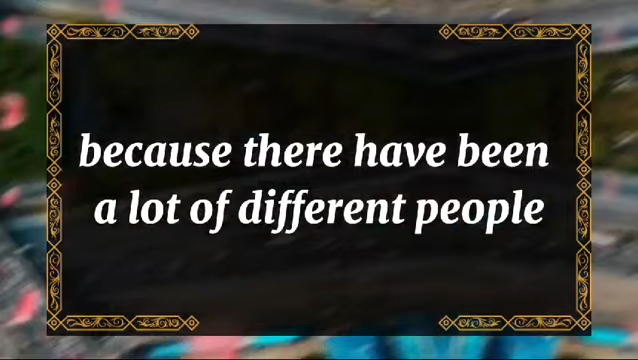 because there have been
a lot of different people